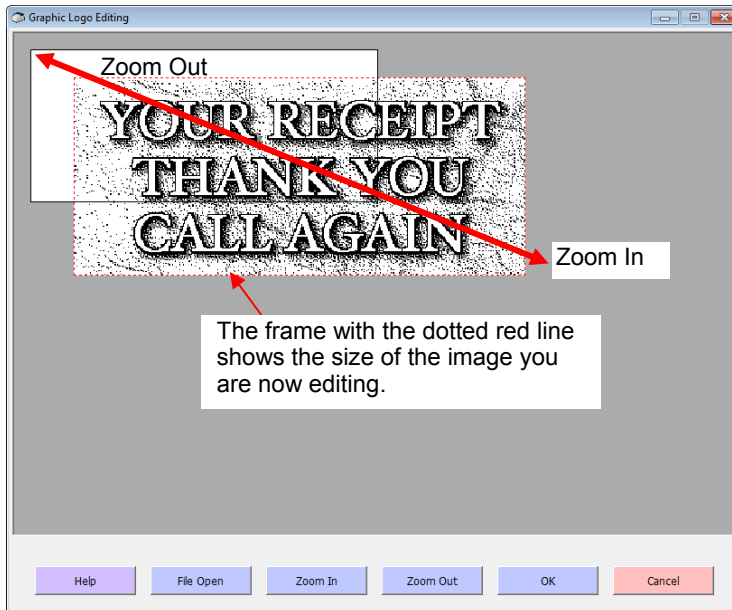 Graphic Logo Editing
Zoom Out
YOUR RECEIPT
THANK YOU
CALL AGAIN
Zoom In
The frame with the dotted red line
shows the size of the image you
are now editing.
Help
File Open
Zoom In
Zoom Out
OK
Cancel